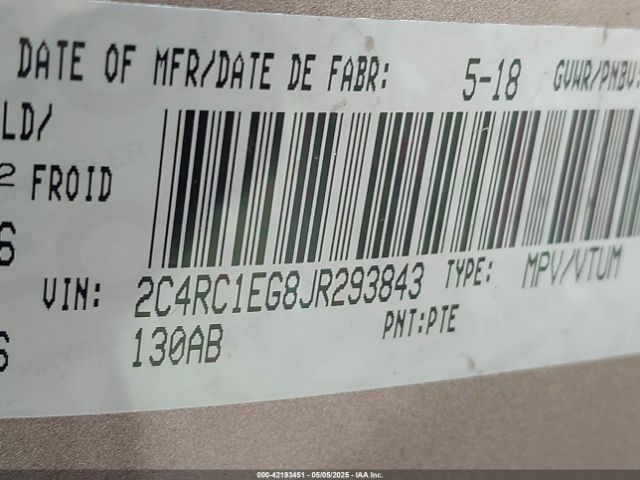 DATE OF MFR/DATE DE FABR: 5-18 GVWR/PNBV:
LD/
2 FROID
6
VIN: 2C4RC1EG8JR293843 TYPE: MPV/VTUM
130AB PNT:PTE
000-42193451 - 05/05/2025 - IAA Inc.